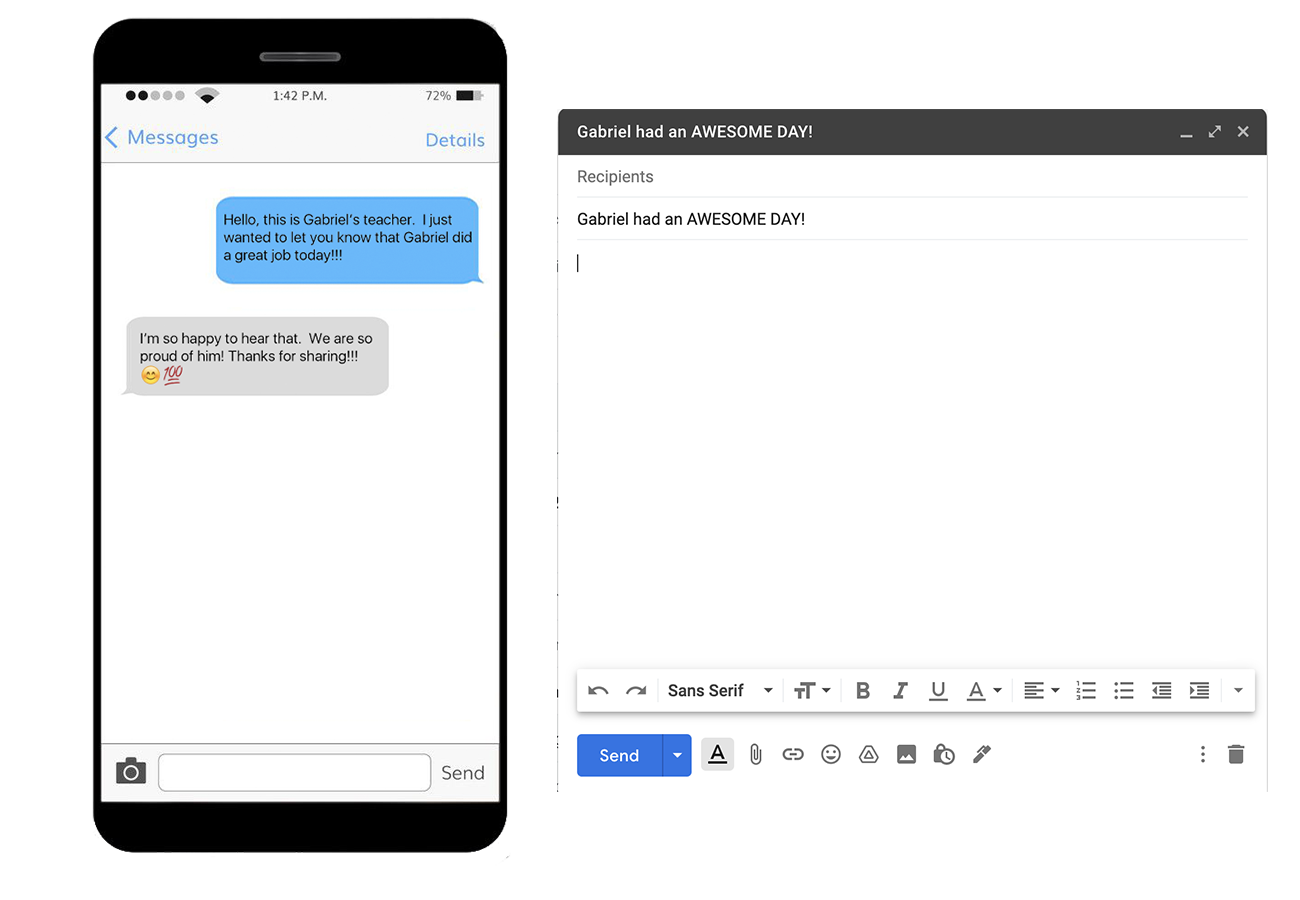 1:42 P.M. 72%
Messages Details
Hello, this is Gabriel's teacher.  I just
wanted to let you know that Gabriel did
a great job today!!!
I'm so happy to hear that.  We are so
proud of him! Thanks for sharing!!!
😊💯
Send
Gabriel had an AWESOME DAY!
Recipients
Gabriel had an AWESOME DAY!
Sans Serif
Send